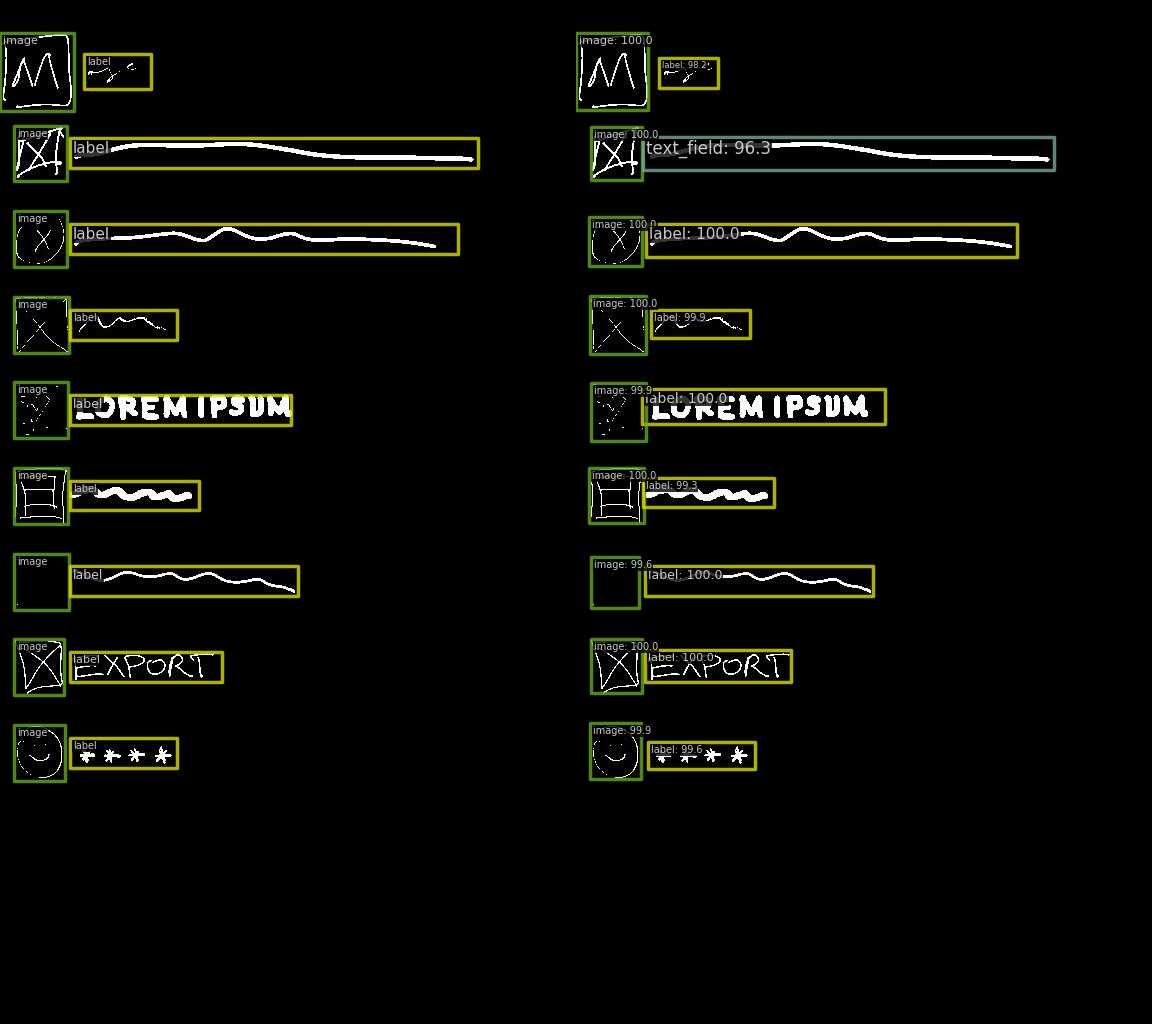 image image: 100.0
M label M label: 98.2
image label image: 100.0 text_field: 96.3
image label image: 100.0 label: 100.0
image label image: 100.0 label: 99.9
image label LOREM IPSUM image: 99.9 label: 100.0 LOREM IPSUM
image label image: 100.0 label: 99.3
image label image: 99.6 label: 100.0
image label EXPORT image: 100.0 label: 100.0 EXPORT
image label * * * * image: 99.9 label: 99.6 * * * *